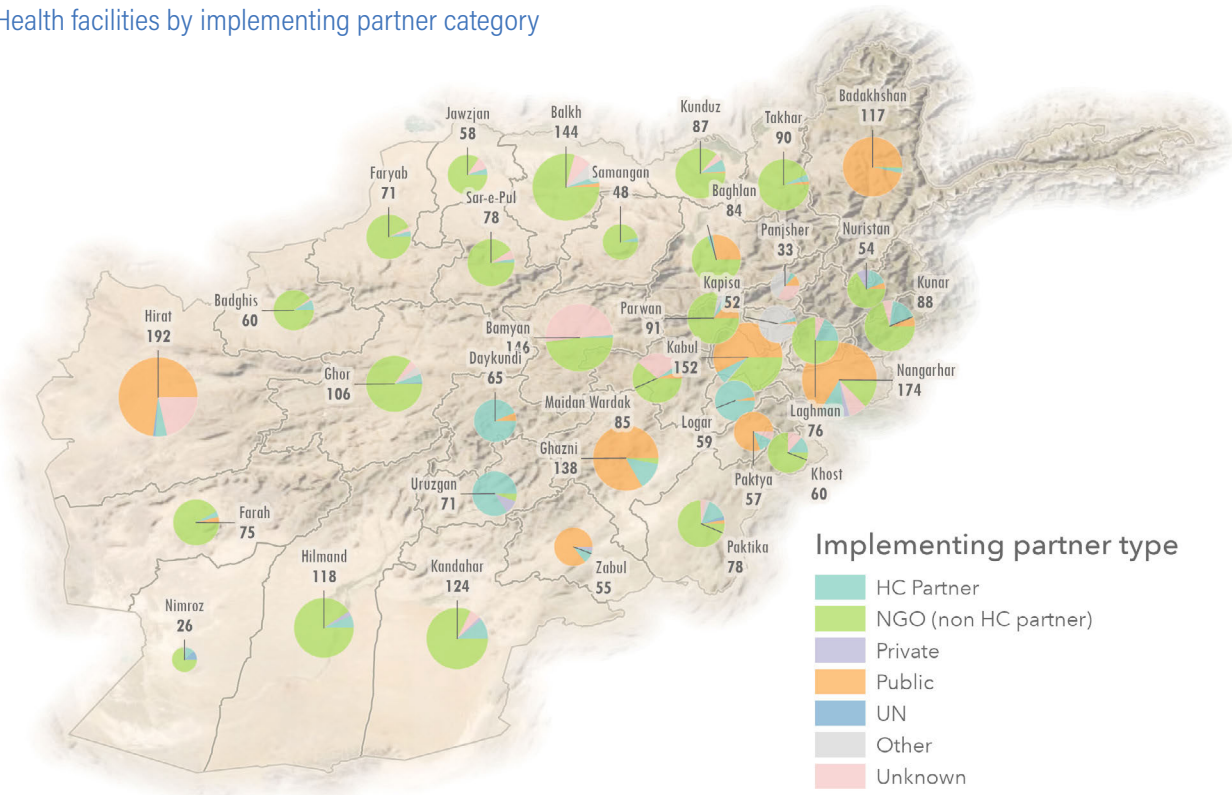 Health facilities by implementing partner category
Badakhshan
117
Kunduz
87
Jawzjan
58
Balkh
144
Takhar
90
Faryab
71
Samangan
48
Sar-e-Pul
78
Baghlan
84
Panjsher
33
Nuristan
54
Kapisa
52
Kunar
88
Badghis
60
Hirat
192
Parwan
91
Bamyan
146
Kabul
152
Daykundi
65
Ghor
106
Nangarhar
174
Maidan Wardak
85
Laghman
76
Logar
59
Ghazni
138
Khost
60
Paktya
57
Uruzgan
71
Farah
75
Paktika
78
Hilmand
118
Kandahar
124
Zabul
55
Nimroz
26
Implementing partner type
HC Partner
NGO (non HC partner)
Private
Public
UN
Other
Unknown